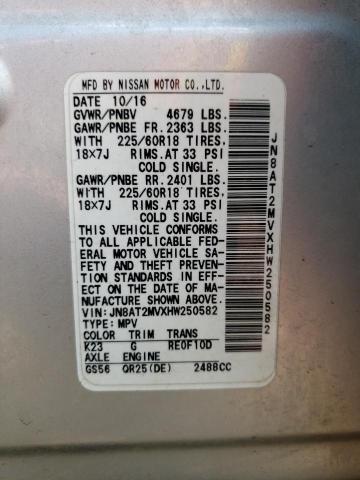 MFD BY NISSAN MOTOR CO.,LTD.
DATE 10/16
GVWR/PNBV 4679 LBS.
GAWR/PNBE FR. 2363 LBS.
WITH 225/60R18 TIRES.
18X7J RIMS.AT 33 PSI
COLD SINGLE.
GAWR/PNBE RR. 2401 LBS.
WITH 225/60R18 TIRES.
18X7J RIMS.AT 33 PSI
COLD SINGLE.
THIS VEHICLE CONFORMS
TO ALL APPLICABLE FED-
ERAL MOTOR VEHICLE SA-
FETY AND THEFT PREVEN-
TION STANDARDS IN EFF-
ECT ON THE DATE OF MA-
NUFACTURE SHOWN ABOVE.
VIN: JN8AT2MVXHW250582
TYPE: MPV
COLOR TRIM TRANS
K23 G RE0F10D
AXLE ENGINE
GS56 QR25(DE) 2488CC
JN8AT2MVXHW250582